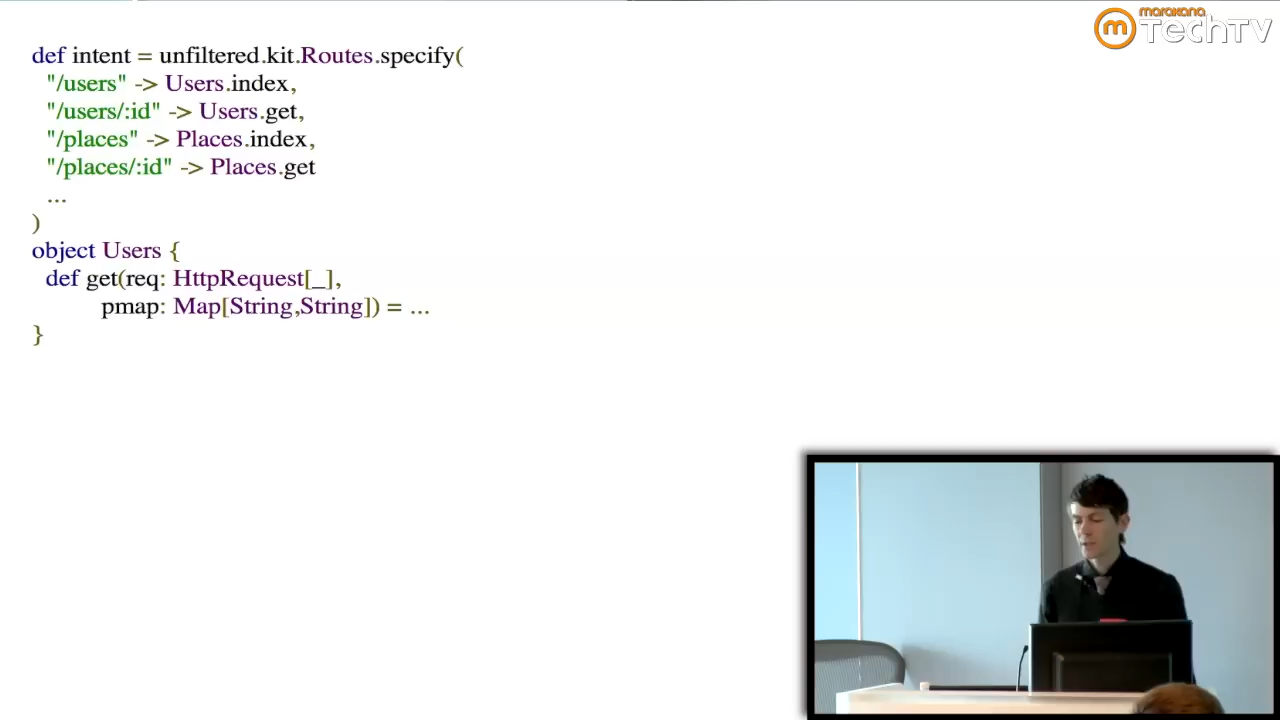 marakana
TechTV
def intent = unfiltered.kit.Routes.specify(
"/users" -> Users.index,
"/users/:id" -> Users.get,
"/places" -> Places.index,
"/places/:id" -> Places.get
...
)
object Users {
def get(req: HttpRequest[_],
pmap: Map[String,String]) = ...
}